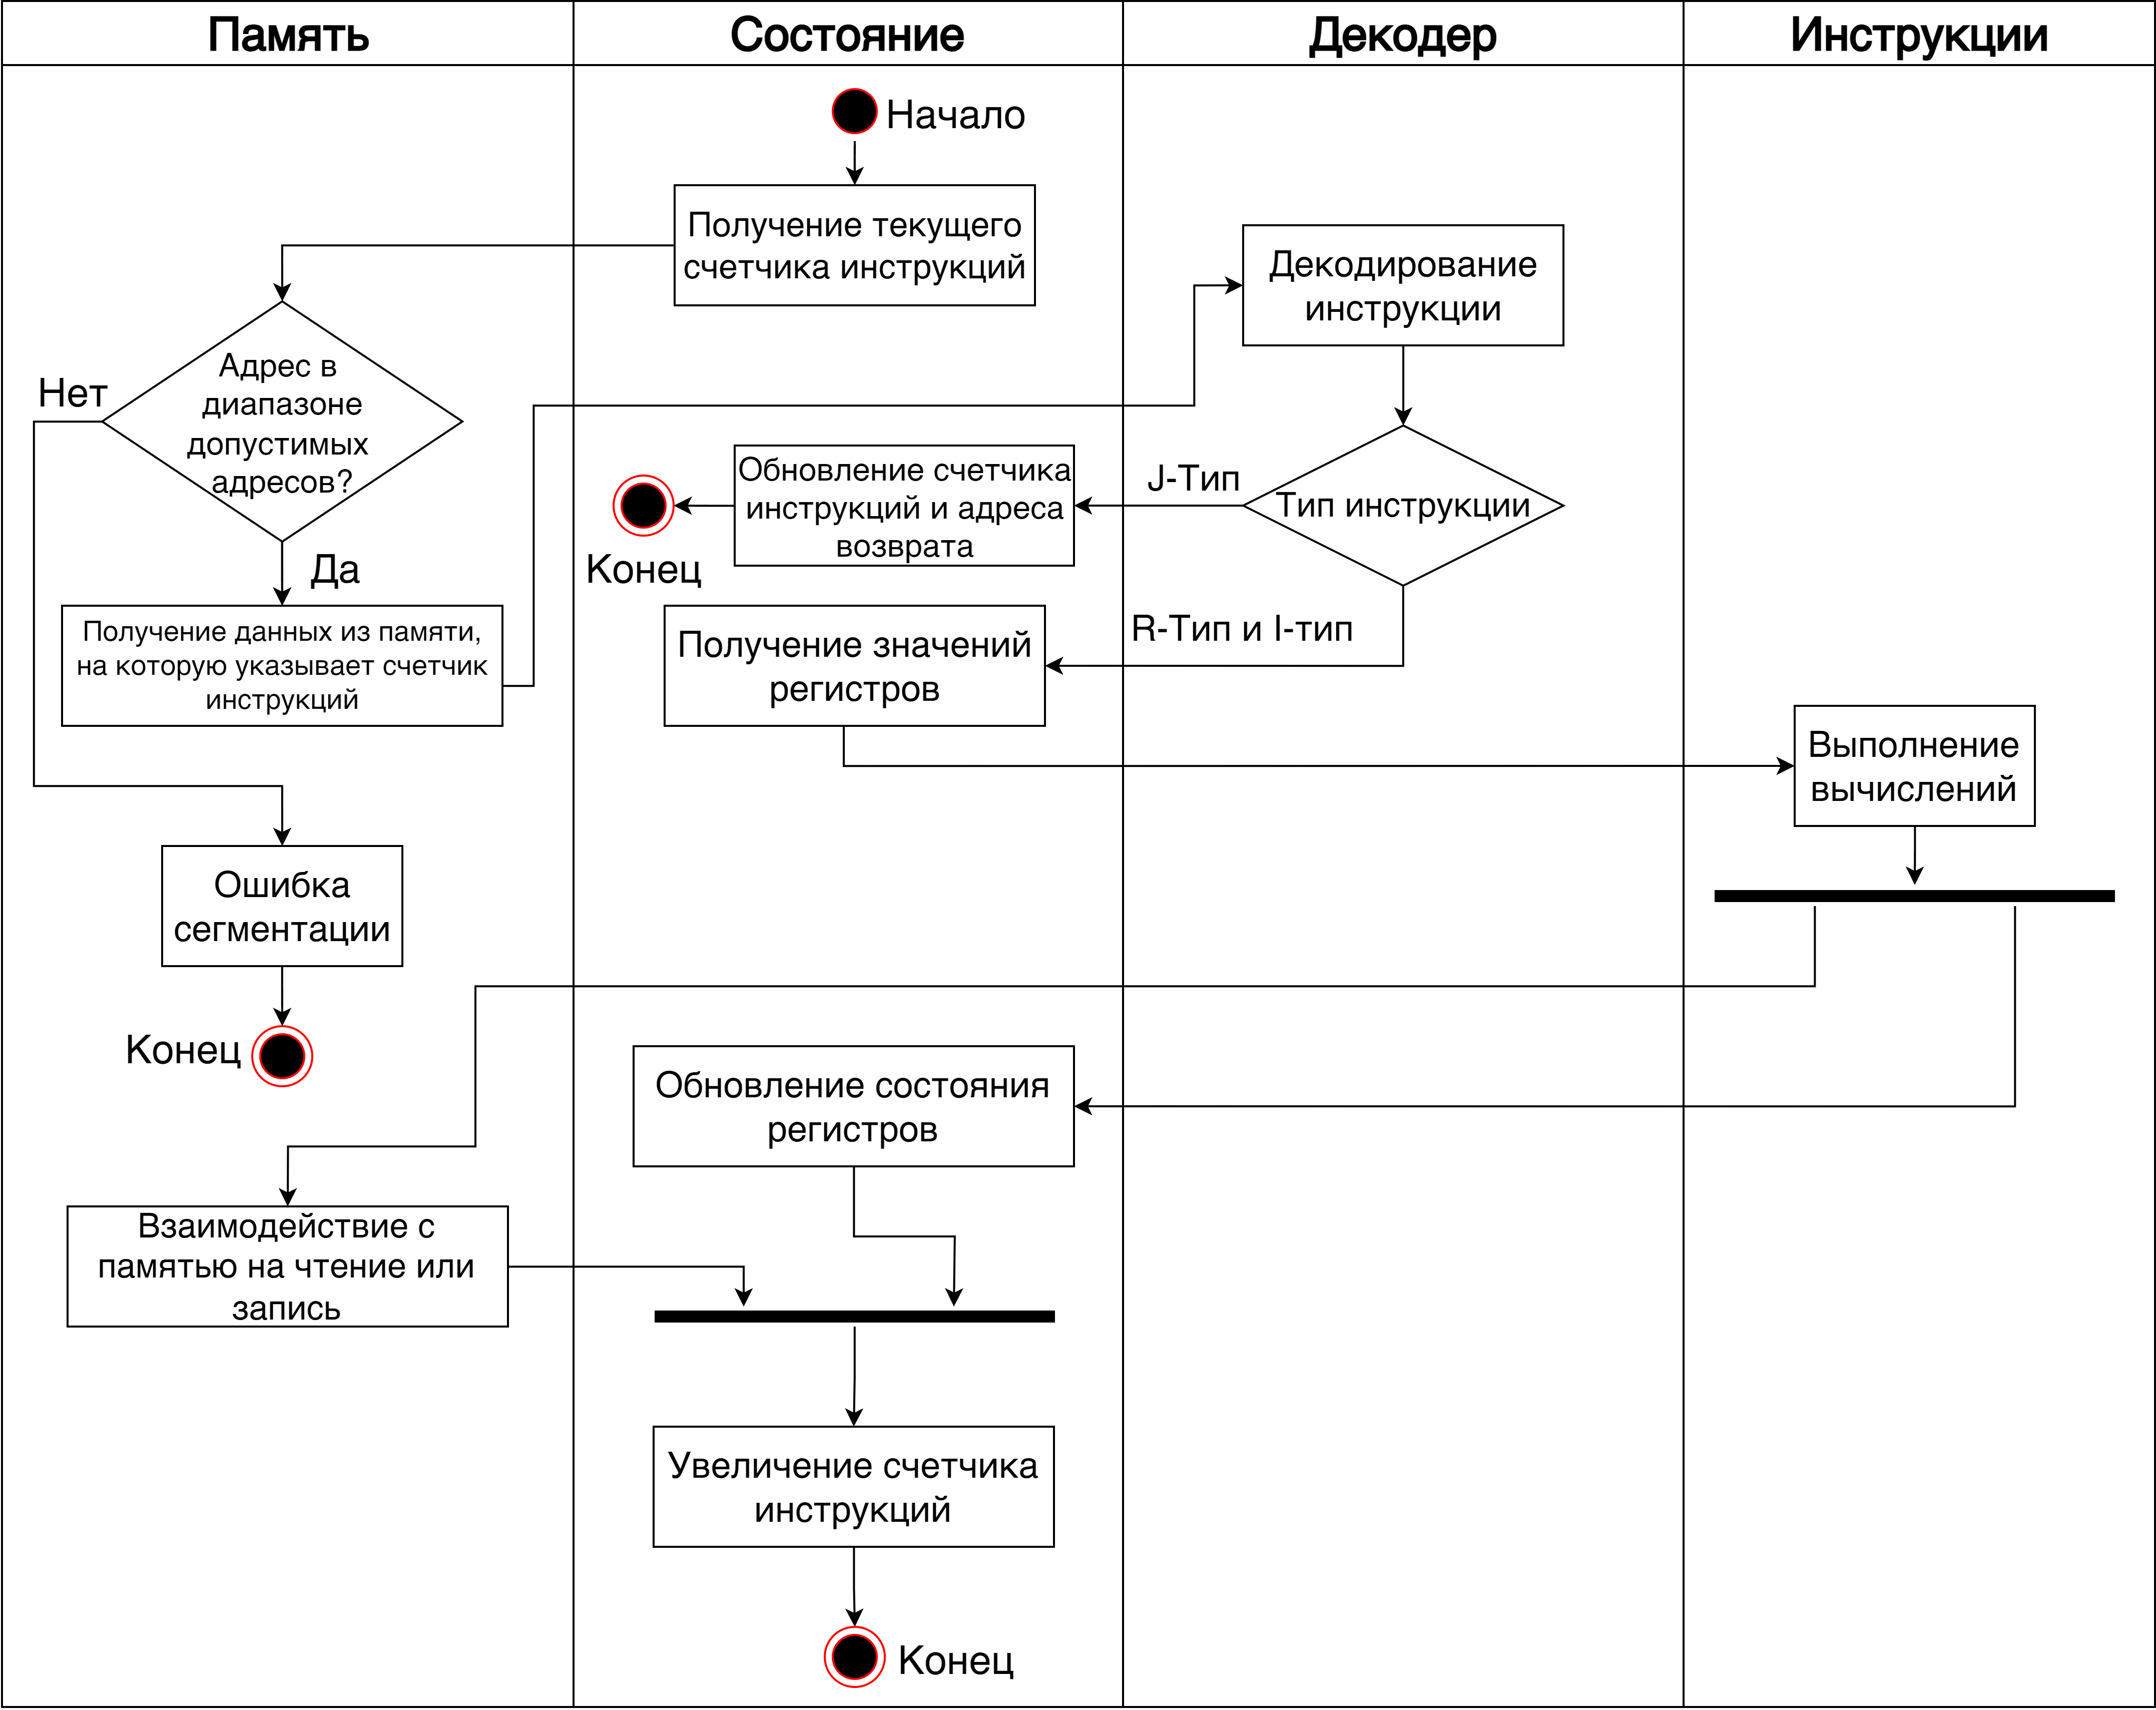 Память
Состояние
Декодер
Инструкции
Начало
Получение текущего
счетчика инструкций
Декодирование
инструкции
Адрес в
диапазоне
допустимых
адресов?
Нет
Да
Обновление счетчика
инструкций и адреса
возврата
J-Тип
Тип инструкции
Конец
Получение данных из памяти,
на которую указывает счетчик
инструкций
Получение значений
регистров
R-Тип и I-тип
Выполнение
вычислений
Ошибка
сегментации
Конец
Обновление состояния
регистров
Взаимодействие с
памятью на чтение или
запись
Увеличение счетчика
инструкций
Конец